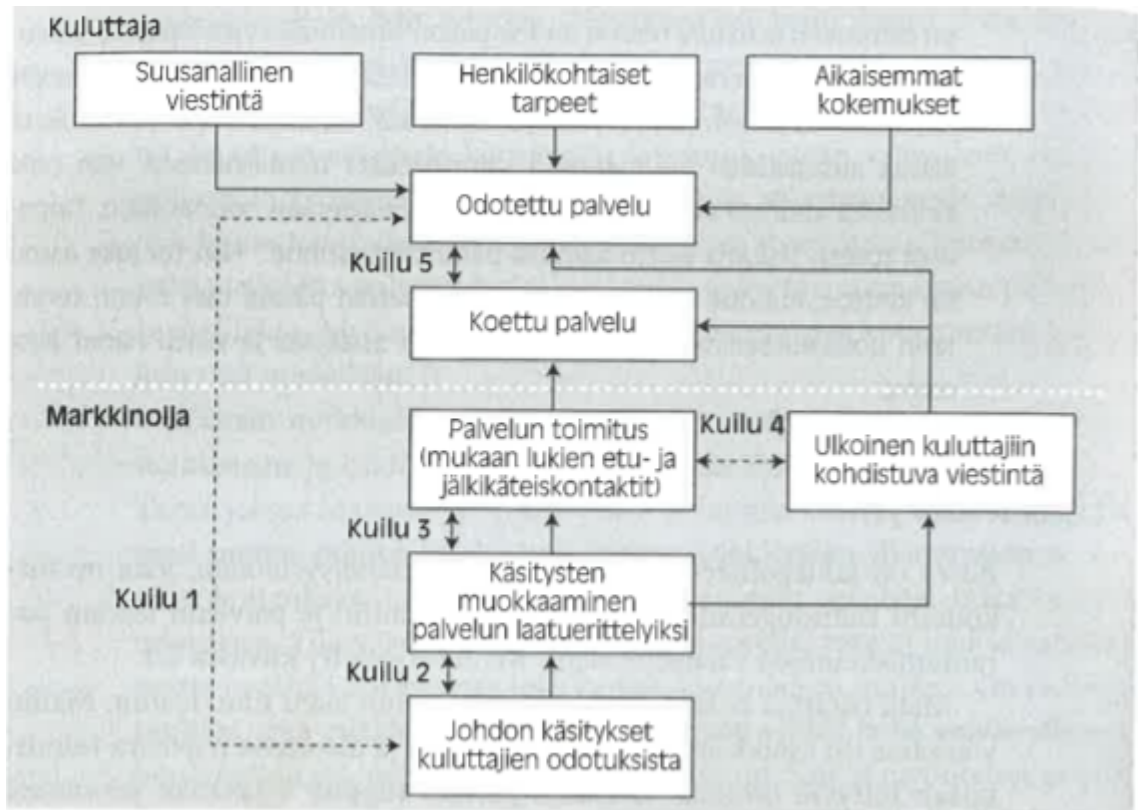 Kuluttaja
Suusanallinen
viestintä
Henkilökohtaiset
tarpeet
Aikaisemmat
kokemukset
Odotettu palvelu
Kuilu 5
Koettu palvelu
Markkinoija
Palvelun toimitus
(mukaan lukien etu- ja
jälkikäteiskontaktit)
Kuilu 4
Ulkoinen kuluttajiin
kohdistuva viestintä
Kuilu 3
Kuilu 1
Käsitysten
muokkaaminen
palvelun laatuerittelyiksi
Kuilu 2
Johdon käsitykset
kuluttajien odotuksista